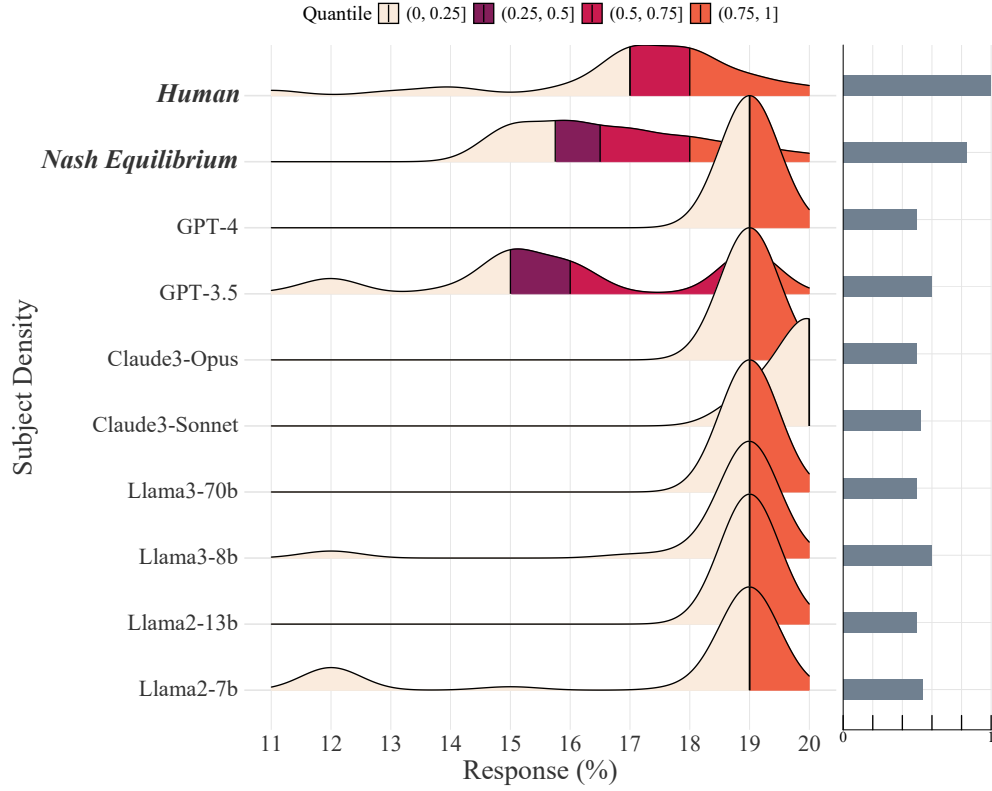 Quantile (0, 0.25] (0.25, 0.5] (0.5, 0.75] (0.75, 1]
Human
Nash Equilibrium
GPT-4
GPT-3.5
Claude3-Opus
Claude3-Sonnet
Llama3-70b
Llama3-8b
Llama2-13b
Llama2-7b
Subject Density
11 12 13 14 15 16 17 18 19 20
0 1
Response (%)